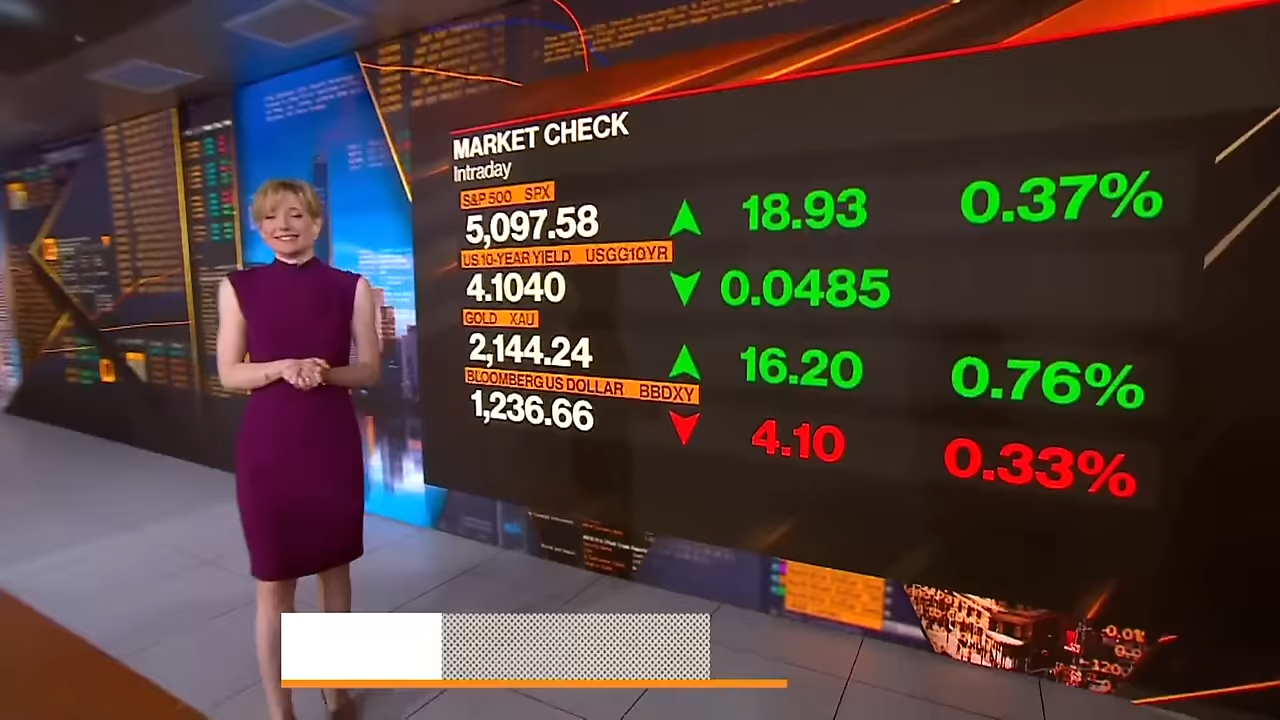 MARKET CHECK
Intraday
S&P 500 SPX
5,097.58 18.93 0.37%
US 10-YEAR YIELD USGG10YR
4.1040 0.0485
GOLD XAU
2,144.24 16.20 0.76%
BLOOMBERG US DOLLAR BBDXY
1,236.66 4.10 0.33%
-0.0%